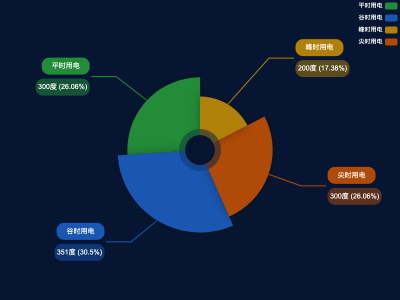 平时用电
谷时用电
峰时用电
尖时用电
峰时用电
200度 (17.38%)
平时用电
300度 (26.06%)
尖时用电
300度 (26.06%)
谷时用电
351度 (30.5%)